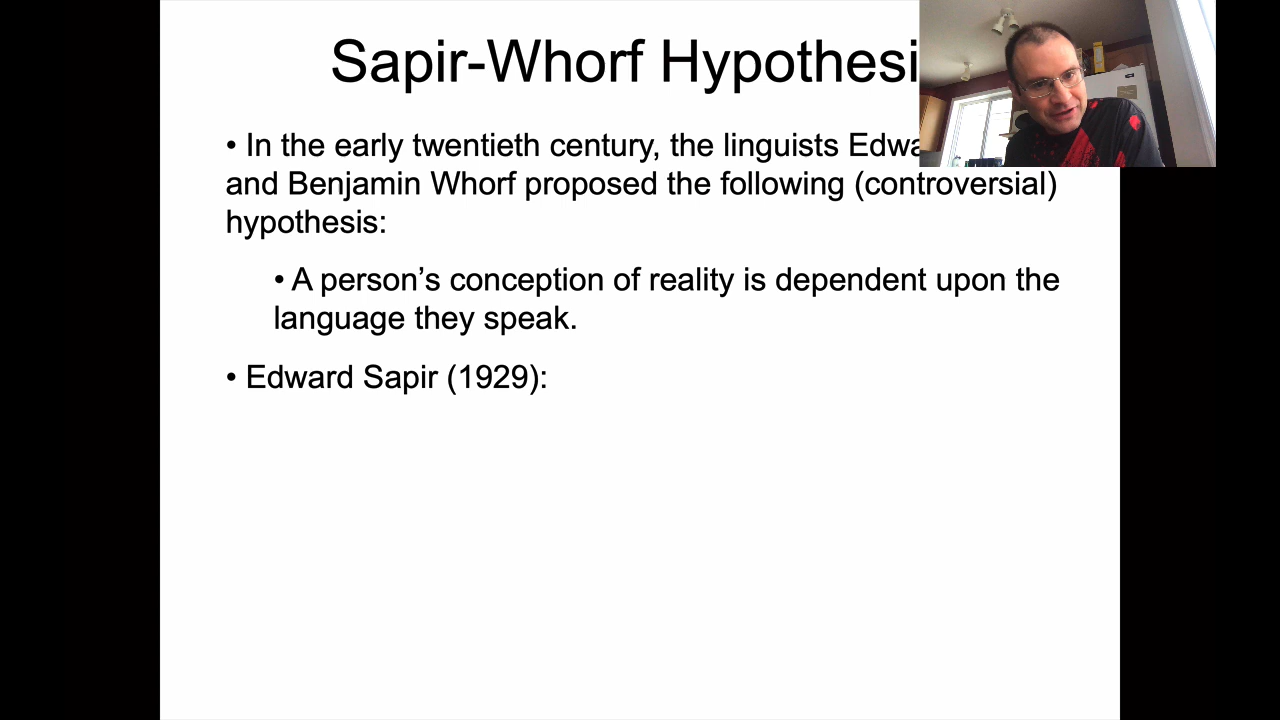 Sapir-Whorf Hypothesi
• In the early twentieth century, the linguists Edwa
and Benjamin Whorf proposed the following (controversial)
hypothesis:
• A person’s conception of reality is dependent upon the
language they speak.
• Edward Sapir (1929):